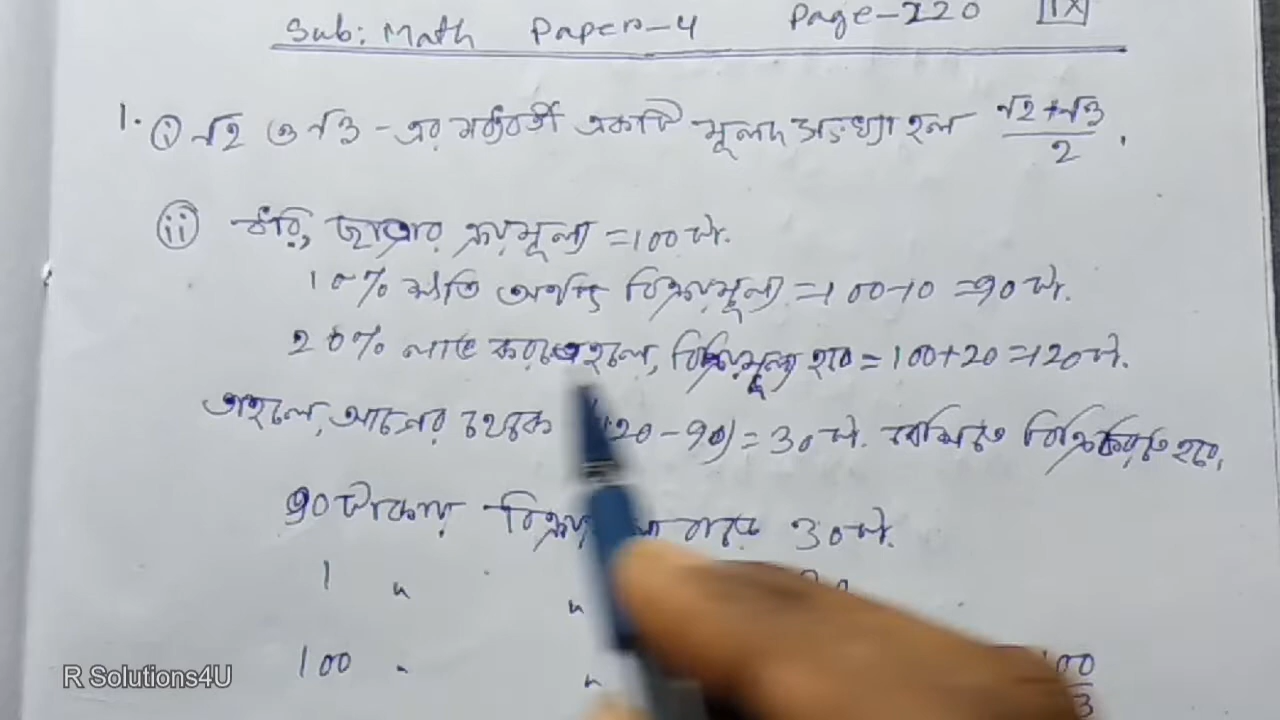 Sub: Math Paper-4 Page-220 IX
1. (i) √2 ও √3 - এর মধ্যবর্তী একটি মূলদ সংখ্যা হল (√2+√3)/2 .
(ii) ধরি, জামার ক্রয়মূল্য = 100 টা.
10% ক্ষতি অর্থাৎ বিক্রয়মূল্য = 100-10 = 90 টা.
20% লাভ করতে হলে, বিক্রয়মূল্য হবে = 100+20 = 120 টা.
তাহলে, আগের থেকে (120-90) = 30 টা. বেশিতে বিক্রি করতে হবে,
90 টাকায় 30 টা.
1 "  "
100 "  " 100
3
R Solutions4U